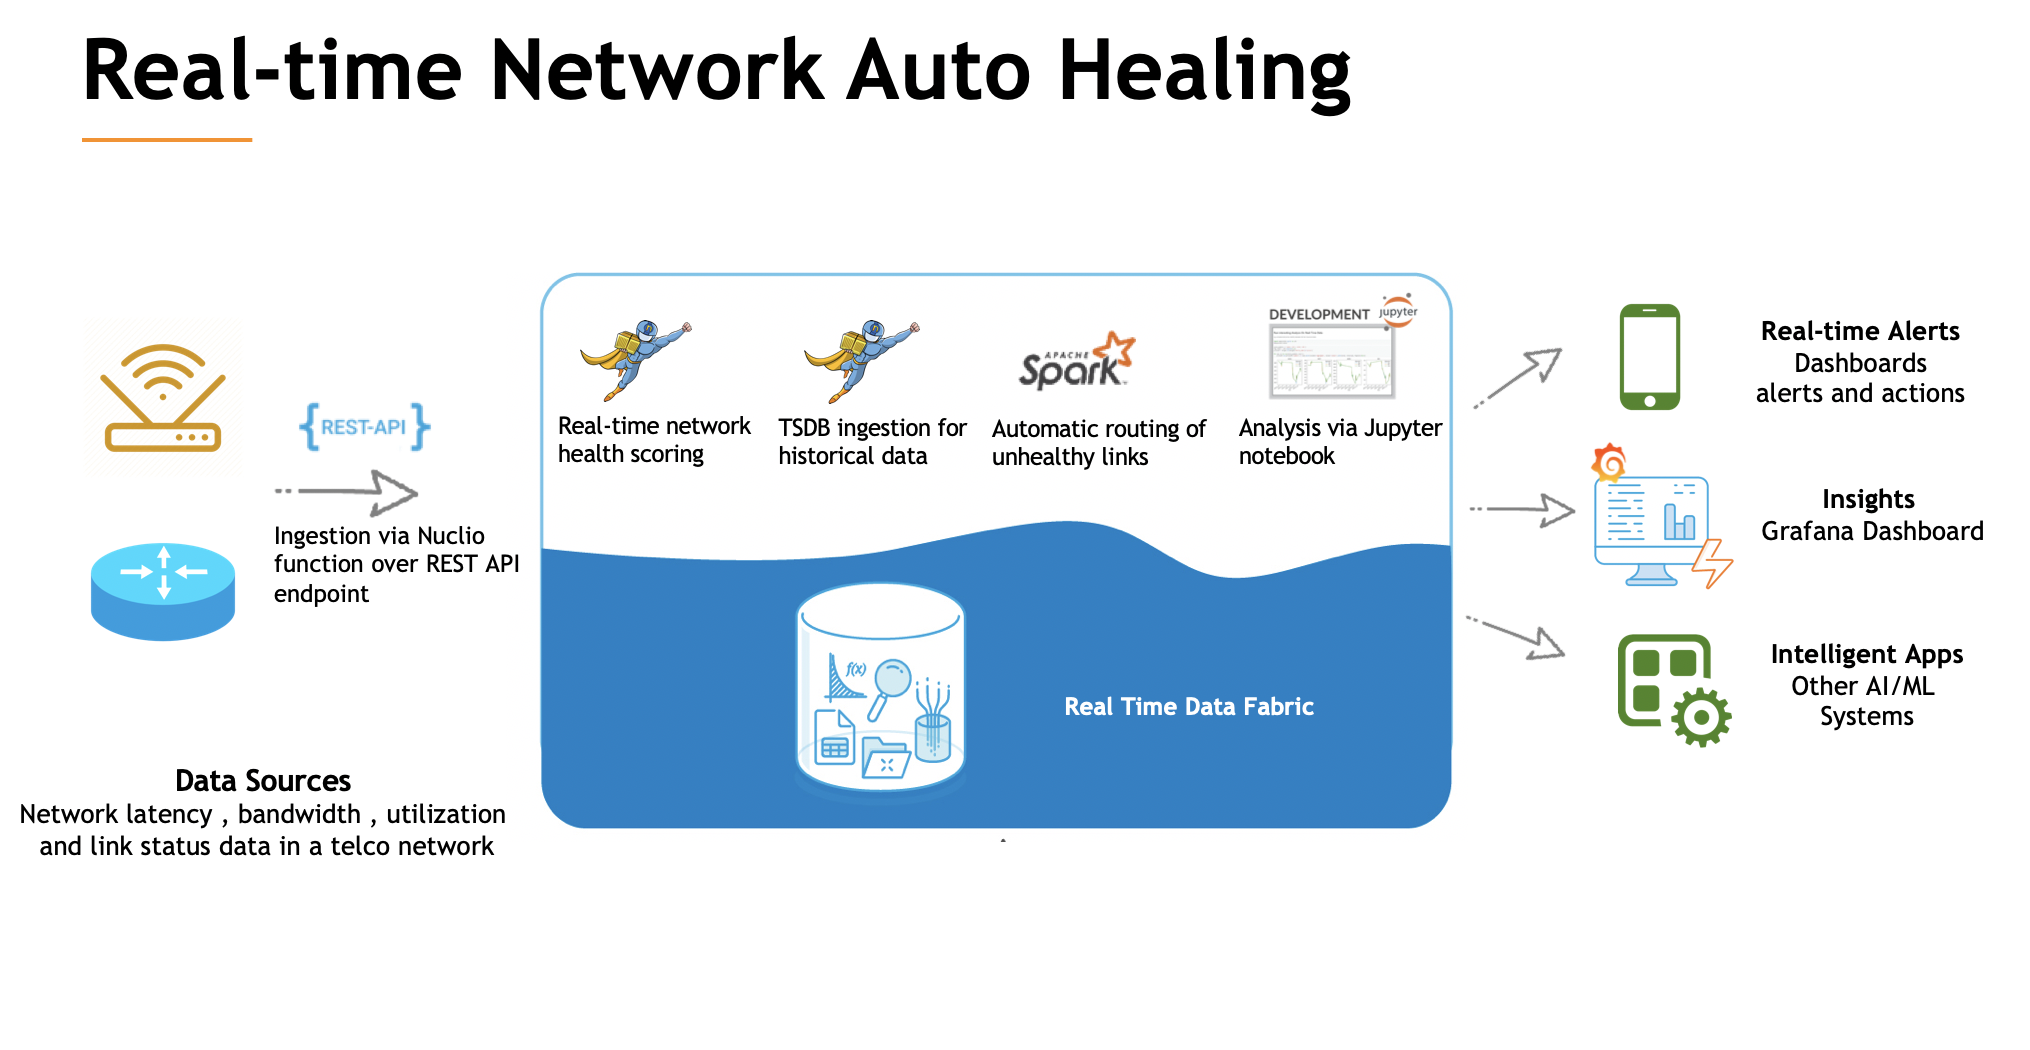 Real-time Network Auto Healing
{REST-API}
Ingestion via Nuclio
function over REST API
endpoint
Data Sources
Network latency , bandwidth , utilization
and link status data in a telco network
Real-time network
health scoring
TSDB ingestion for
historical data
APACHE
Spark
Automatic routing of
unhealthy links
DEVELOPMENT
jupyter
Analysis via Jupyter
notebook
f(x)
Real Time Data Fabric
Real-time Alerts
Dashboards
alerts and actions
Insights
Grafana Dashboard
Intelligent Apps
Other AI/ML
Systems